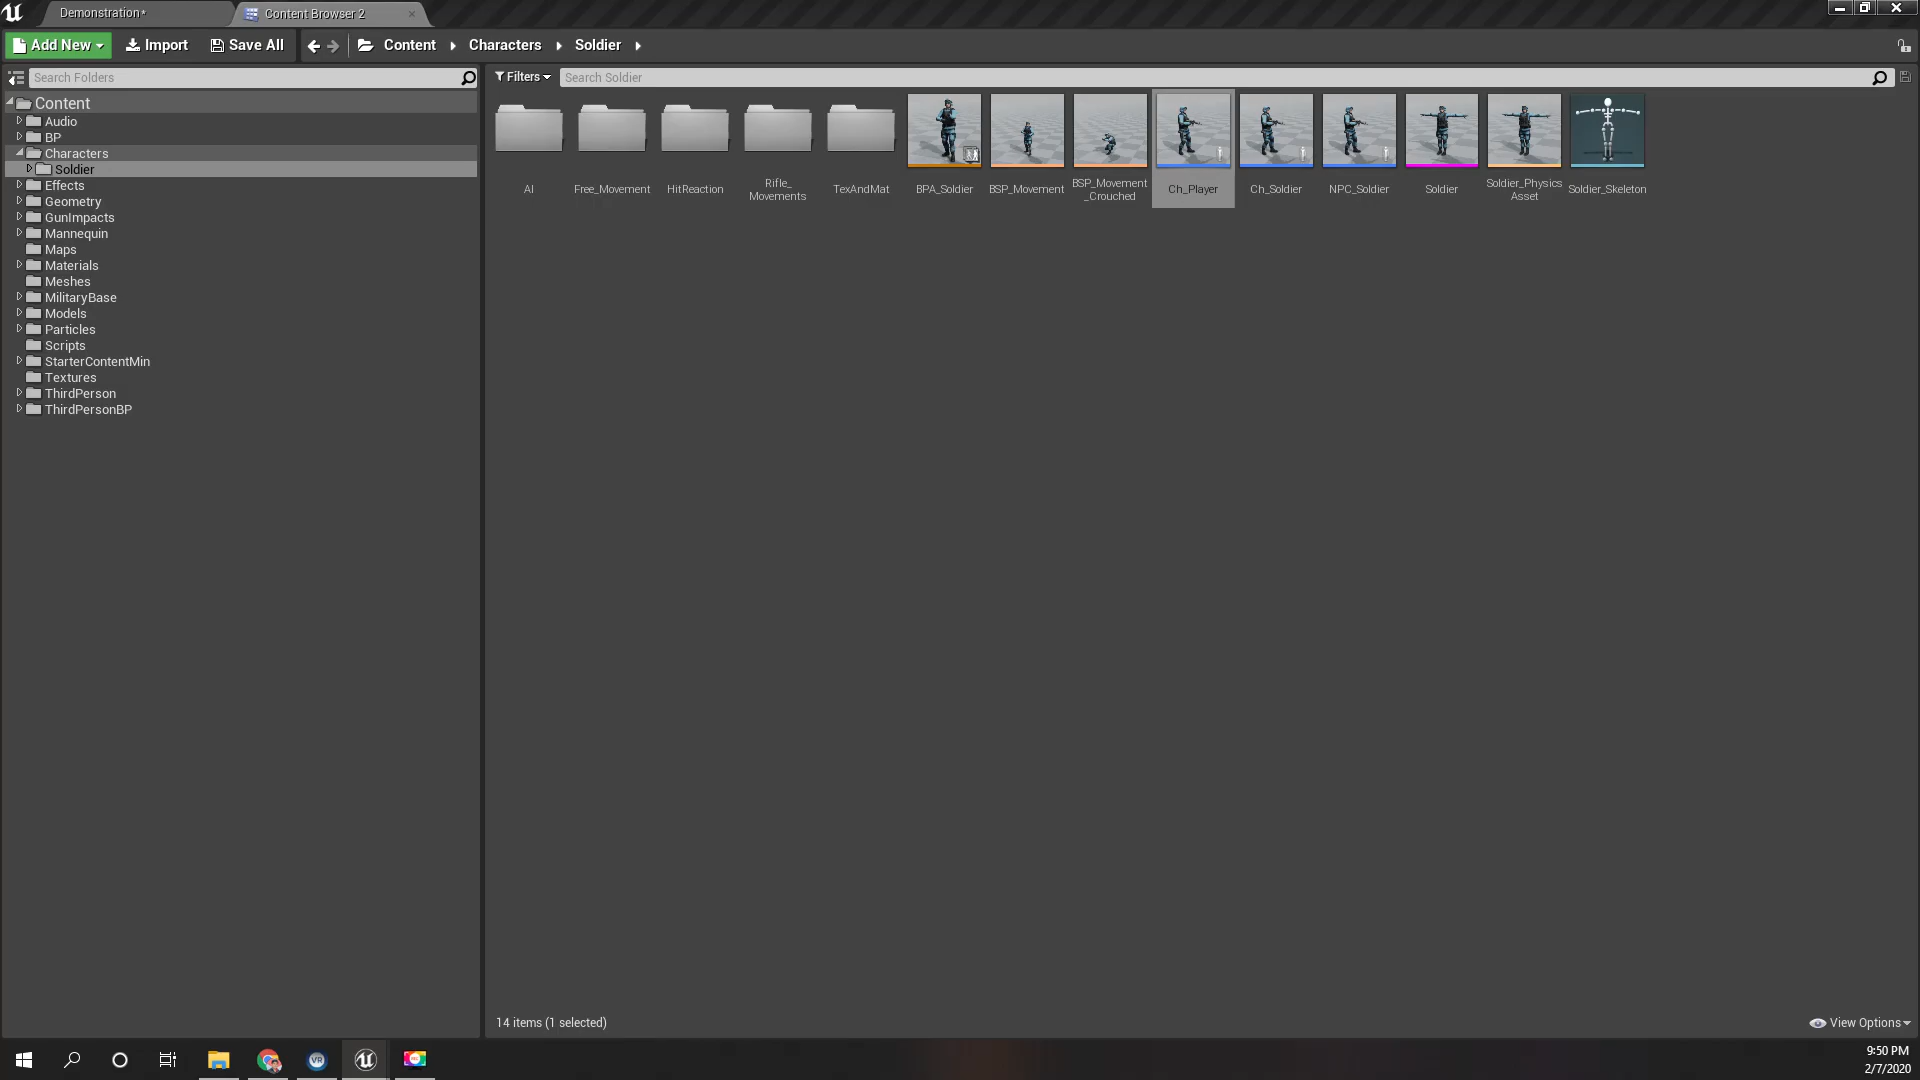 Demonstration*
Content Browser 2
Add New
Import
Save All
Content
Characters
Soldier
Search Folders
Filters
Search Soldier
Content
Audio
BP
Characters
Soldier
Effects
Geometry
GunImpacts
Mannequin
Maps
Materials
Meshes
MilitaryBase
Models
Particles
Scripts
StarterContentMin
Textures
ThirdPerson
ThirdPersonBP
AI
Free_Movement
HitReaction
Rifle_
Movements
TexAndMat
BPA_Soldier
BSP_Movement
BSP_Movement
_Crouched
Ch_Player
Ch_Soldier
NPC_Soldier
Soldier
Soldier_Physics
Asset
Soldier_Skeleton
14 items (1 selected)
View Options
VR
9:50 PM
2/7/2020